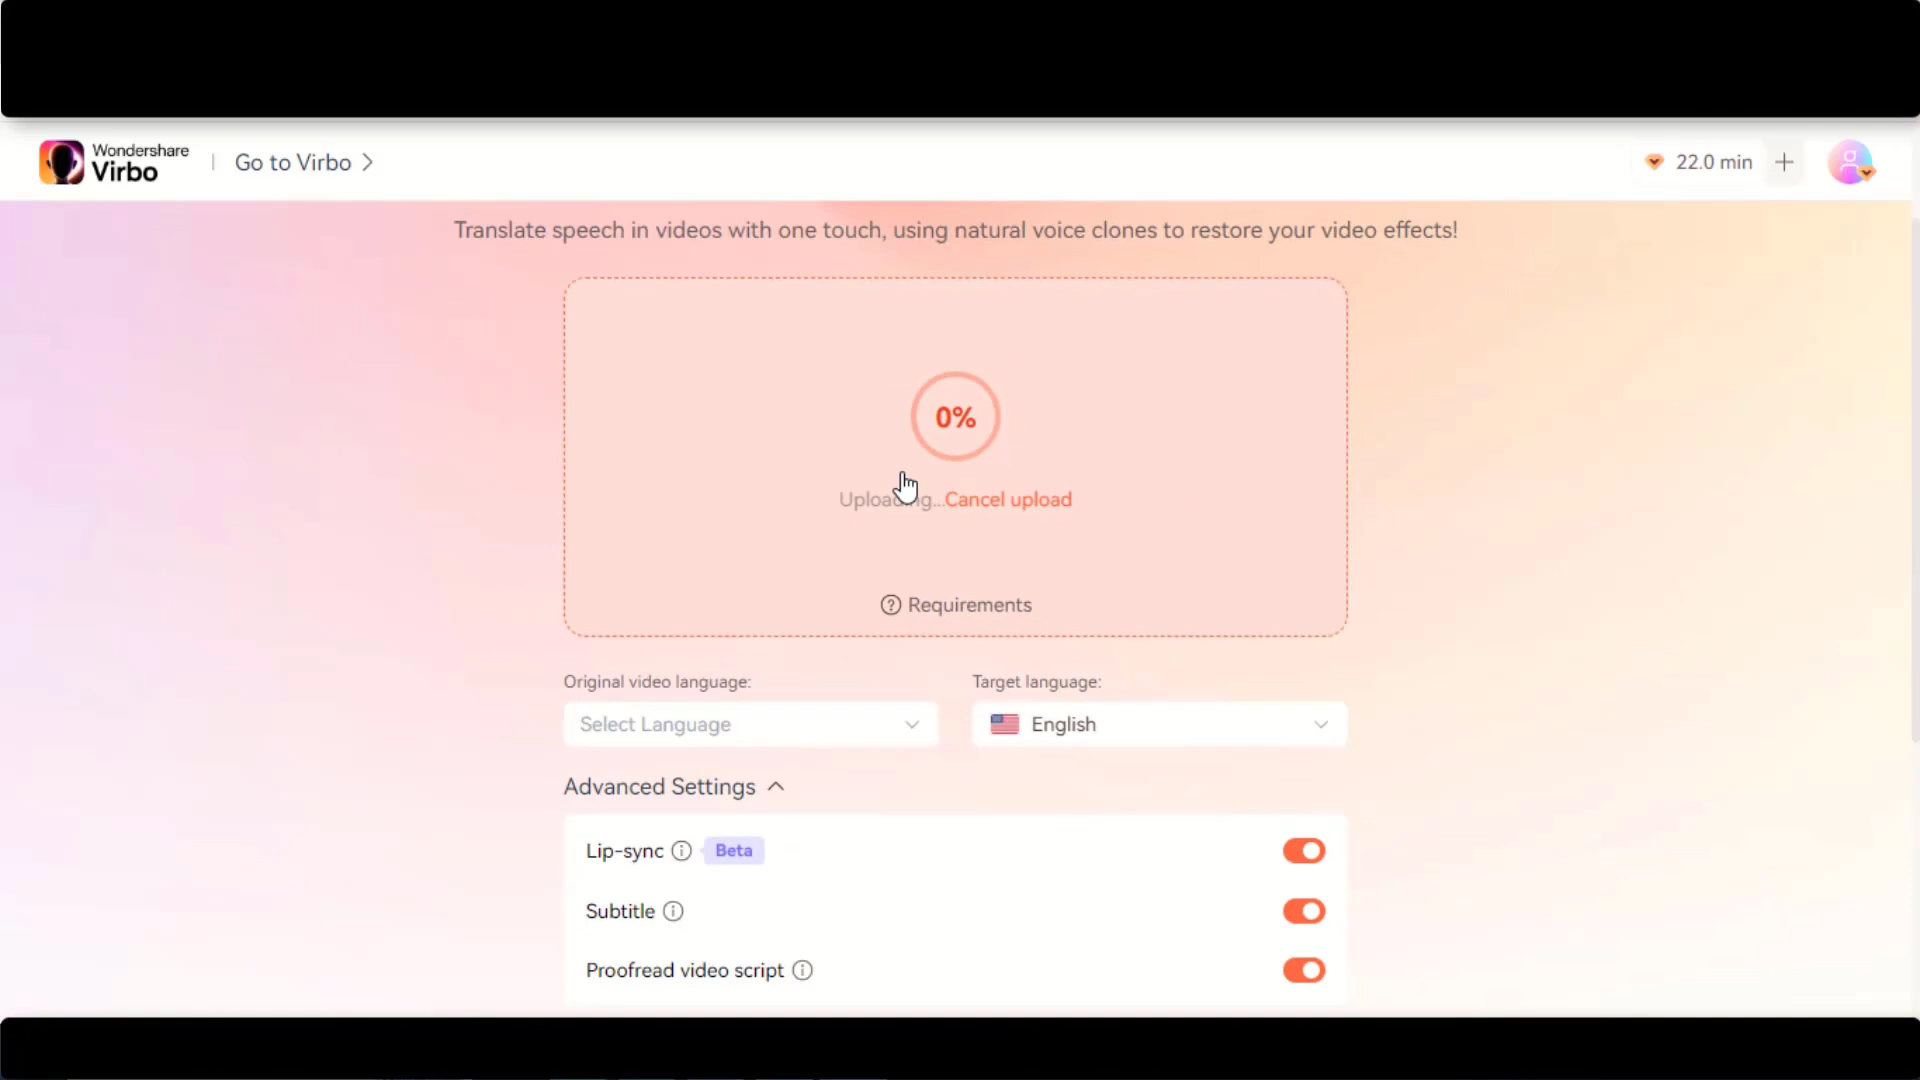 Wondershare
Virbo
Go to Virbo
22.0 min
Translate speech in videos with one touch, using natural voice clones to restore your video effects!
0%
Uploading...Cancel upload
Requirements
Original video language:
Target language:
Select Language
English
Advanced Settings
Lip-sync Beta
Subtitle
Proofread video script